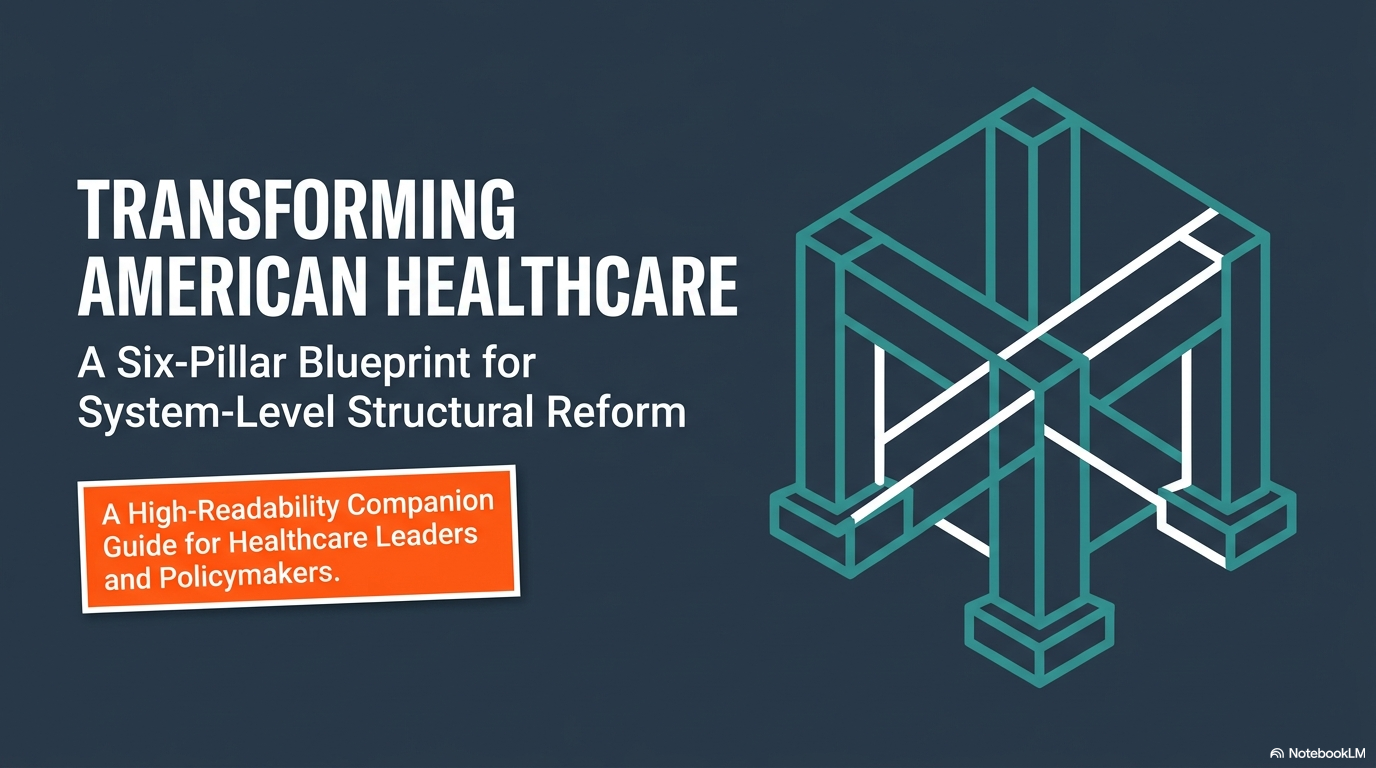 TRANSFORMING
AMERICAN HEALTHCARE
A Six-Pillar Blueprint for
System-Level Structural Reform
A High-Readability Companion
Guide for Healthcare Leaders
and Policymakers.
NotebookLM